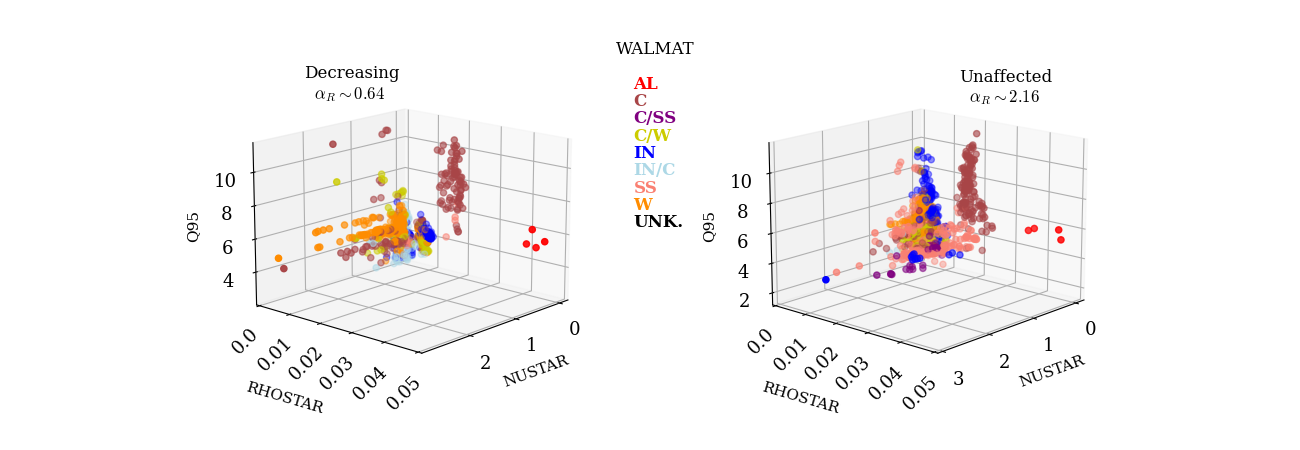 WALMAT
Decreasing
α_R ~ 0.64
Q95
10
8
6
4
0.0
0.01
0.02
0.03
0.04
0.05
RHOSTAR
2
1
0
NUSTAR
AL
C
C/SS
C/W
IN
IN/C
SS
W
UNK.
Unaffected
α_R ~ 2.16
Q95
10
8
6
4
2
0.0
0.01
0.02
0.03
0.04
0.05
RHOSTAR
3
2
1
0
NUSTAR